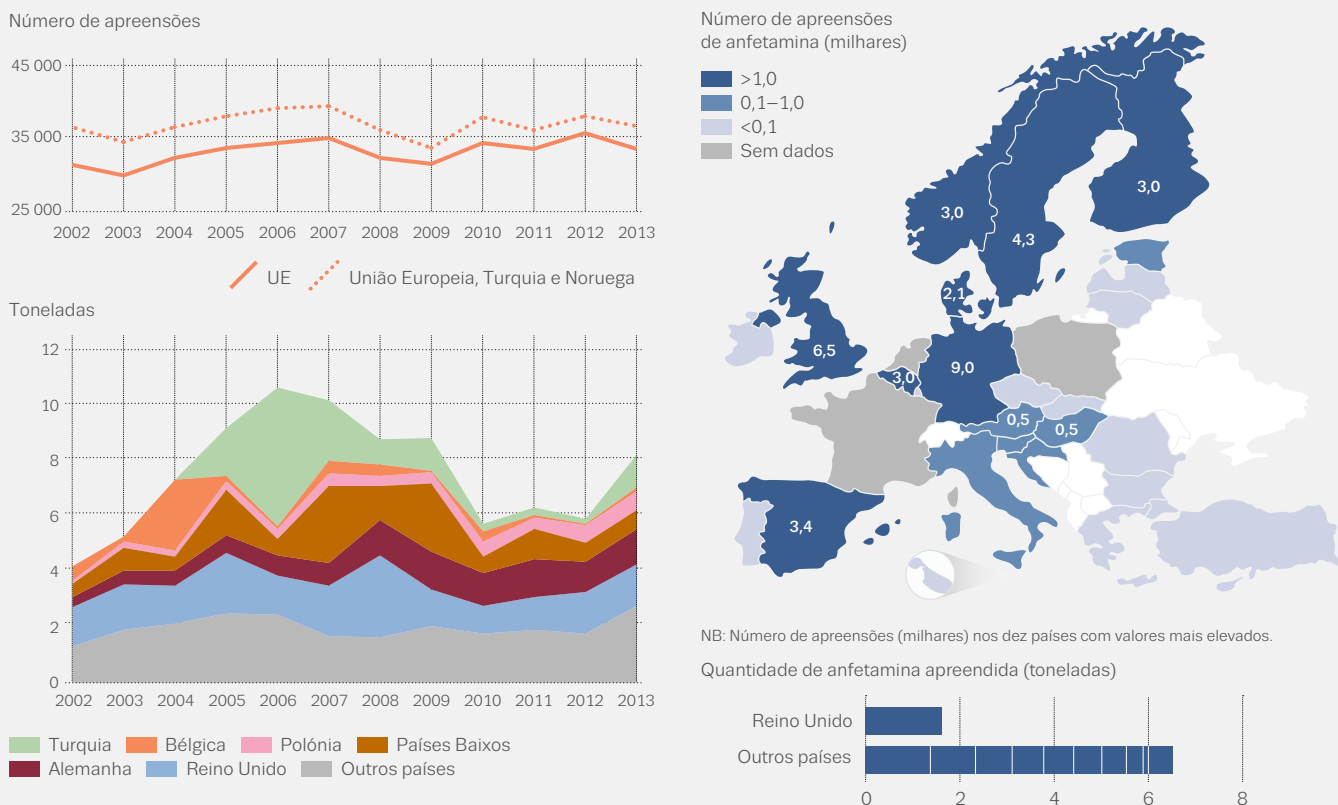 Número de apreensões
45 000
35 000
25 000
2002 2003 2004 2005 2006 2007 2008 2009 2010 2011 2012 2013
UE União Europeia, Turquia e Noruega
Toneladas
12
10
8
6
4
2
0
2002 2003 2004 2005 2006 2007 2008 2009 2010 2011 2012 2013
Turquia Bélgica Polónia Países Baixos
Alemanha Reino Unido Outros países
Número de apreensões
de anfetamina (milhares)
>1,0
0,1–1,0
<0,1
Sem dados
3,0
3,0
4,3
2,1
6,5
3,0
9,0
0,5
0,5
3,4
NB: Número de apreensões (milhares) nos dez países com valores mais elevados.
Quantidade de anfetamina apreendida (toneladas)
Reino Unido
Outros países
0 2 4 6 8